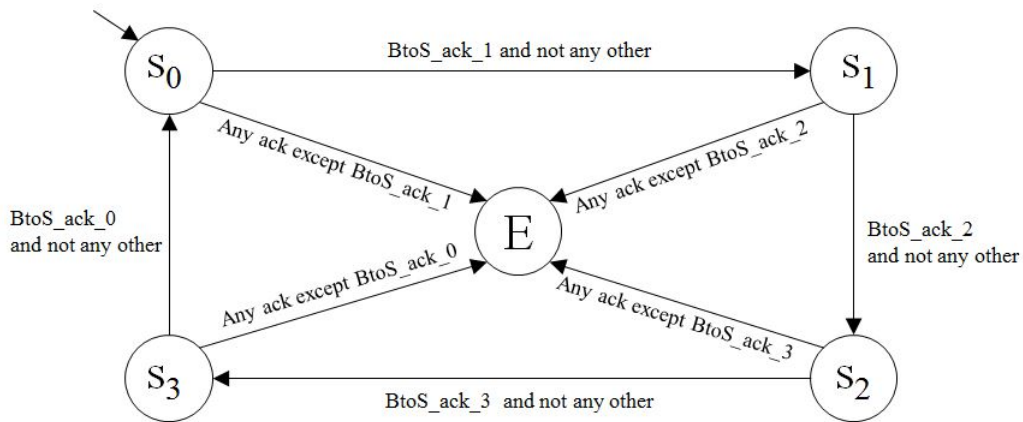 S0
BtoS_ack_1 and not any other
S1
Any ack except BtoS_ack_1
Any ack except BtoS_ack_2
BtoS_ack_0
and not any other
E
BtoS_ack_2
and not any other
Any ack except BtoS_ack_0
Any ack except BtoS_ack_3
S3
BtoS_ack_3 and not any other
S2